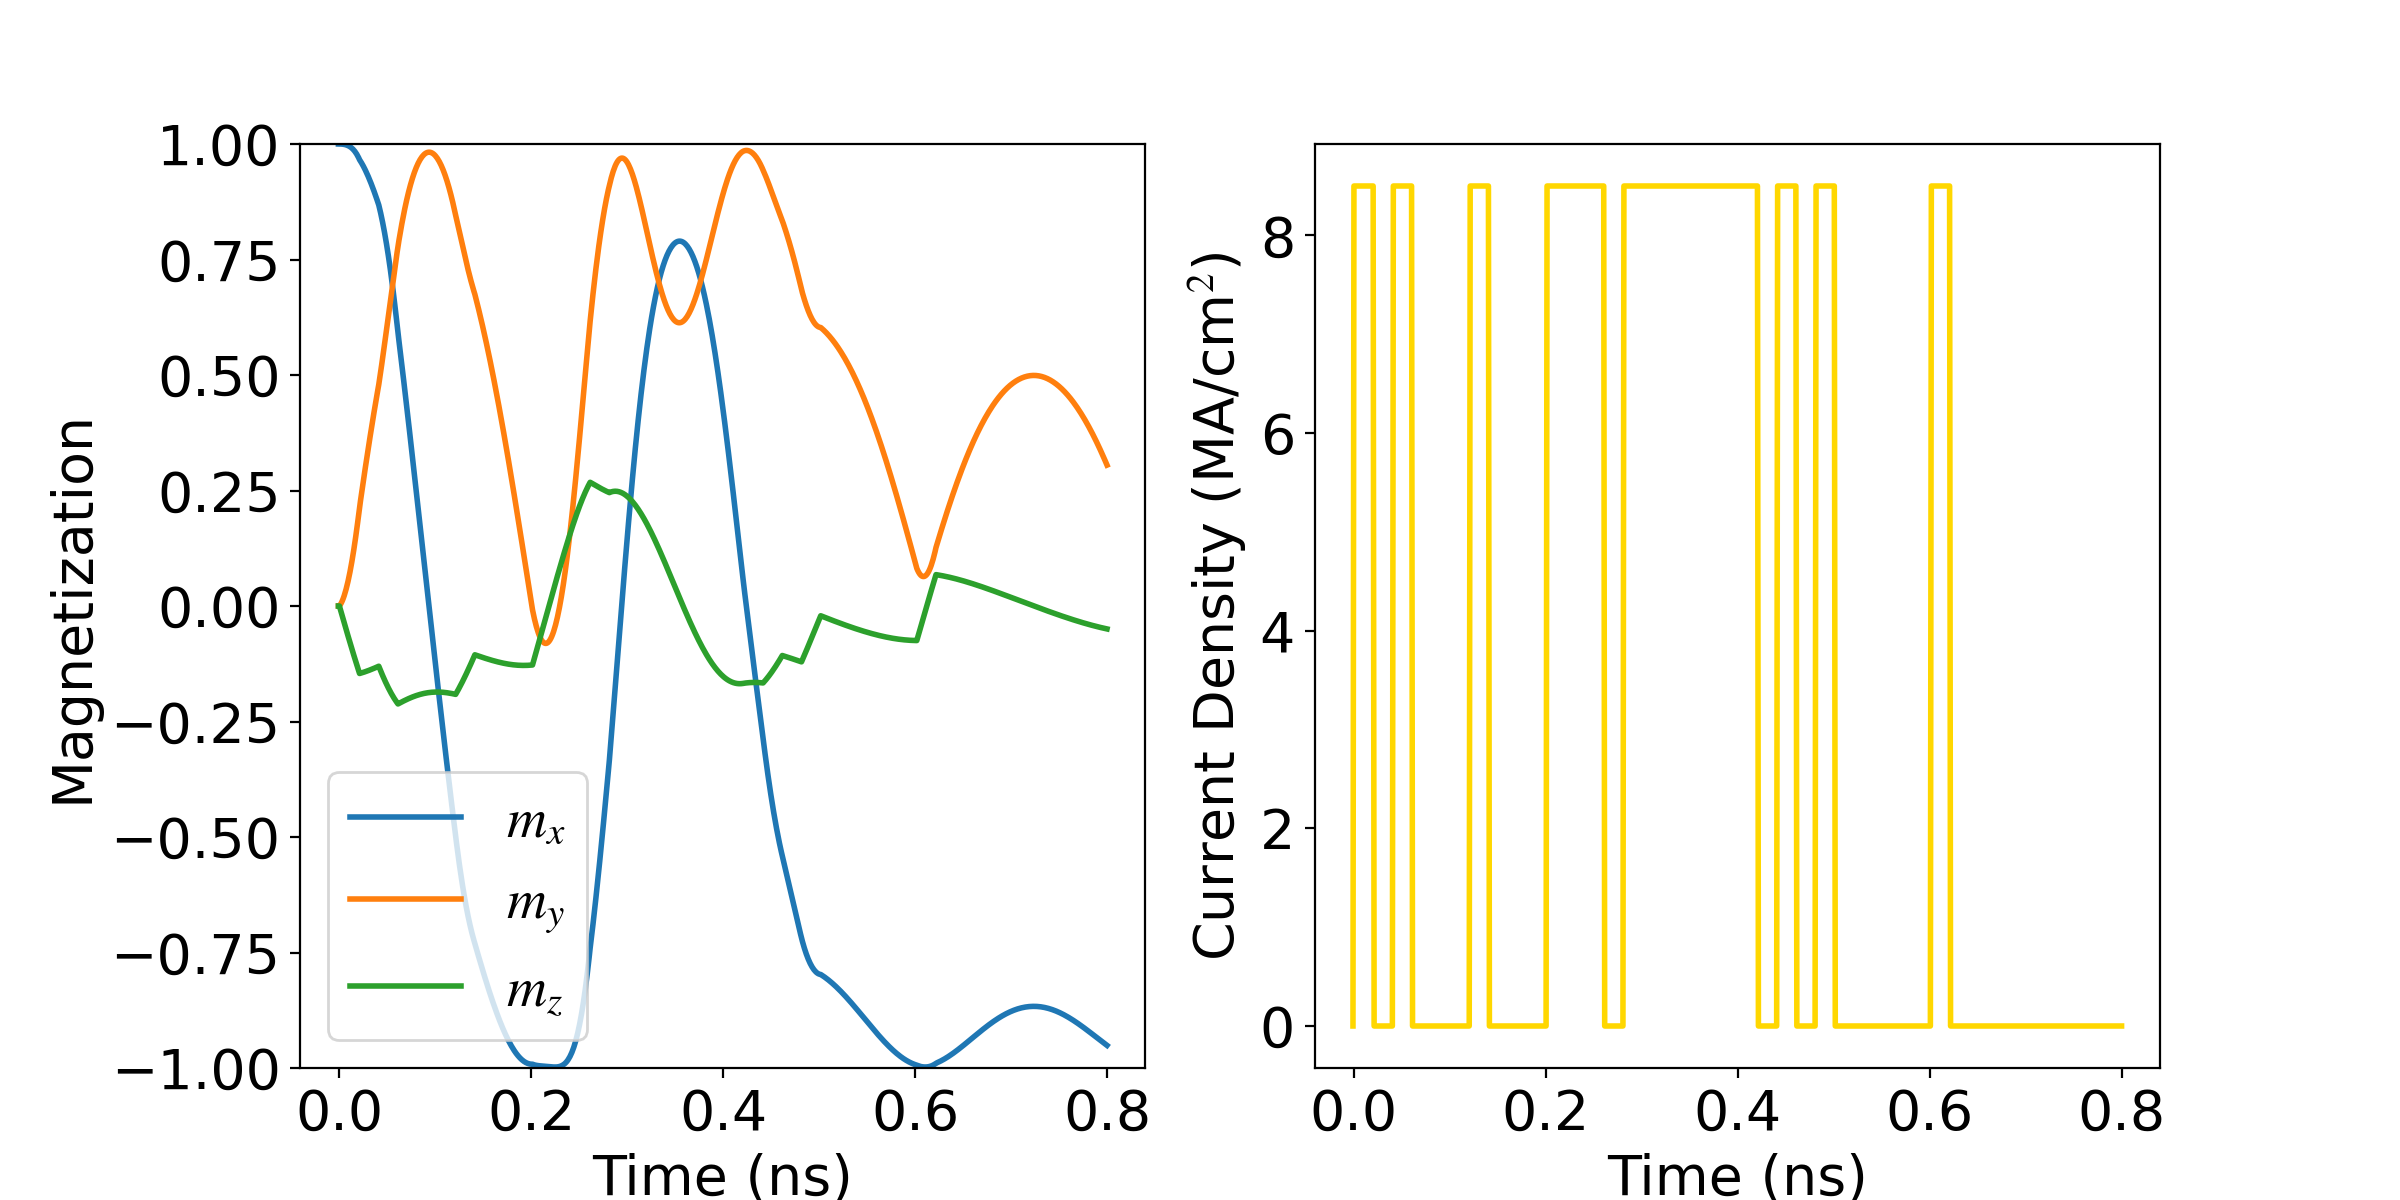 1.00
0.75
0.50
0.25
0.00
−0.25
−0.50
−0.75
−1.00
Magnetization
m_x
m_y
m_z
0.0 0.2 0.4 0.6 0.8
Time (ns)
8
6
4
2
0
Current Density (MA/cm²)
0.0 0.2 0.4 0.6 0.8
Time (ns)